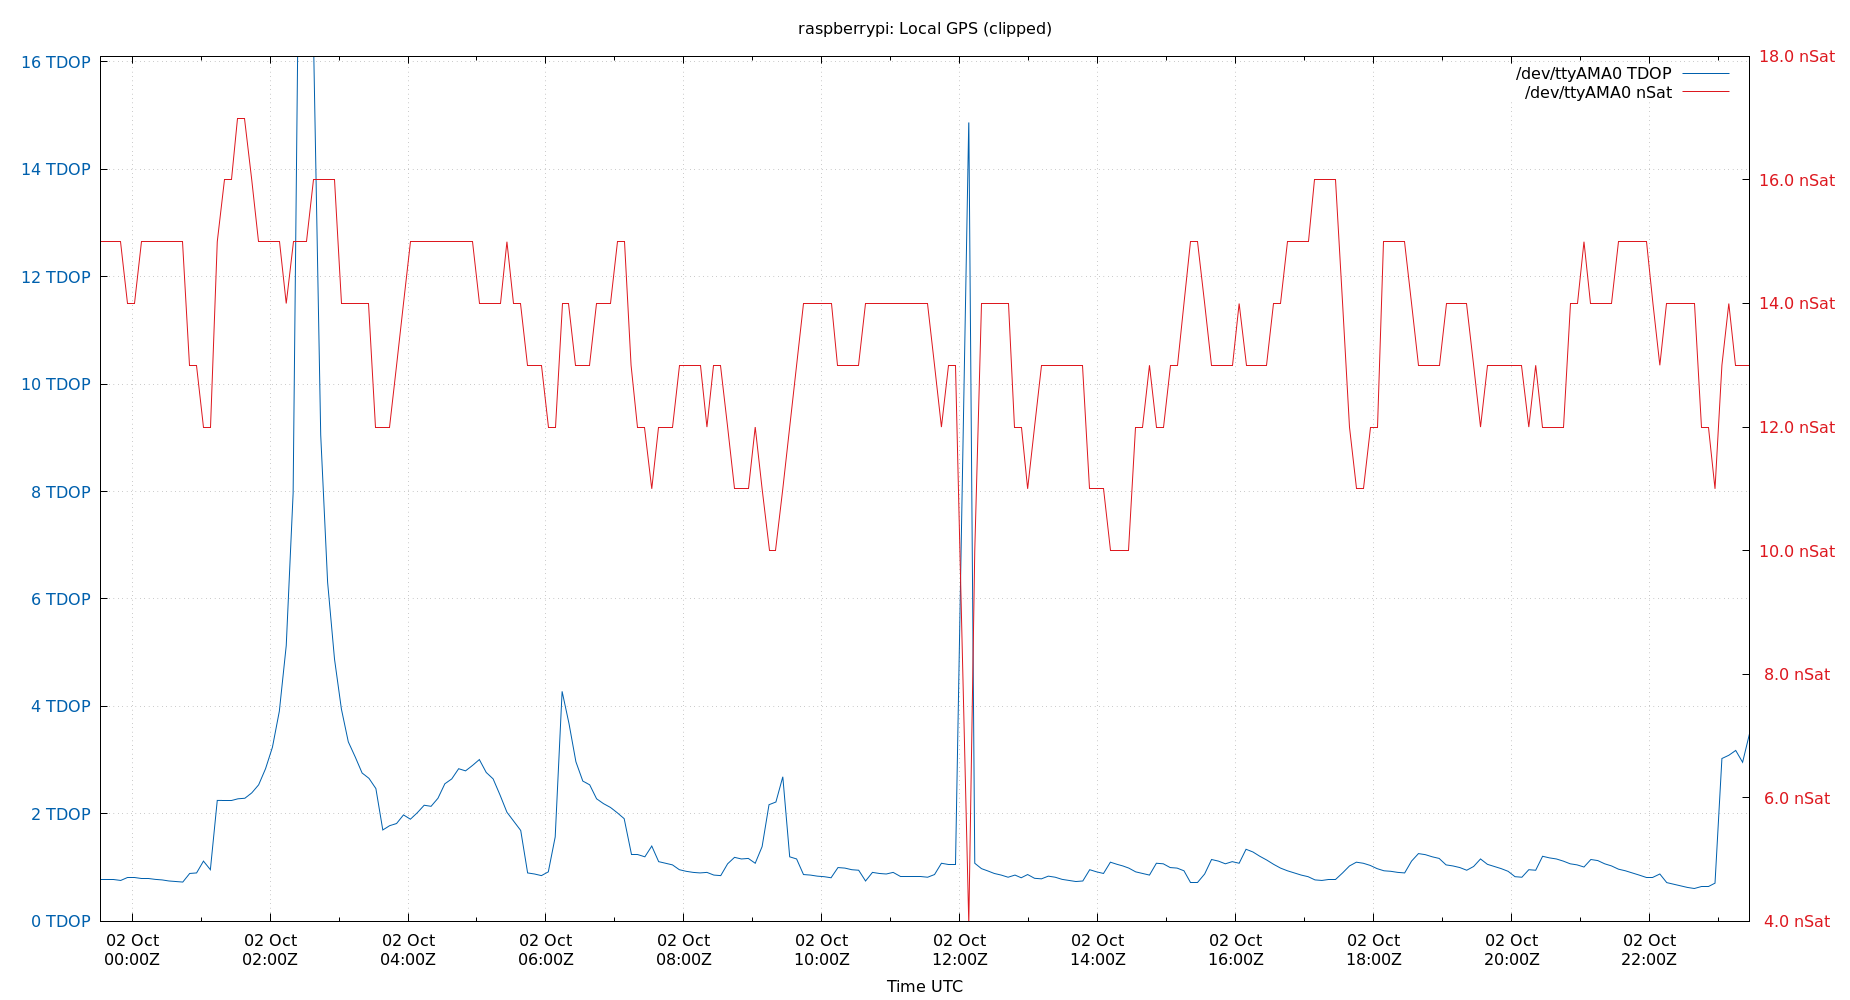 raspberrypi: Local GPS (clipped)
16 TDOP
14 TDOP
12 TDOP
10 TDOP
8 TDOP
6 TDOP
4 TDOP
2 TDOP
0 TDOP
18.0 nSat
16.0 nSat
14.0 nSat
12.0 nSat
10.0 nSat
8.0 nSat
6.0 nSat
4.0 nSat
/dev/ttyAMA0 TDOP
/dev/ttyAMA0 nSat
02 Oct
00:00Z
02 Oct
02:00Z
02 Oct
04:00Z
02 Oct
06:00Z
02 Oct
08:00Z
02 Oct
10:00Z
02 Oct
12:00Z
02 Oct
14:00Z
02 Oct
16:00Z
02 Oct
18:00Z
02 Oct
20:00Z
02 Oct
22:00Z
Time UTC